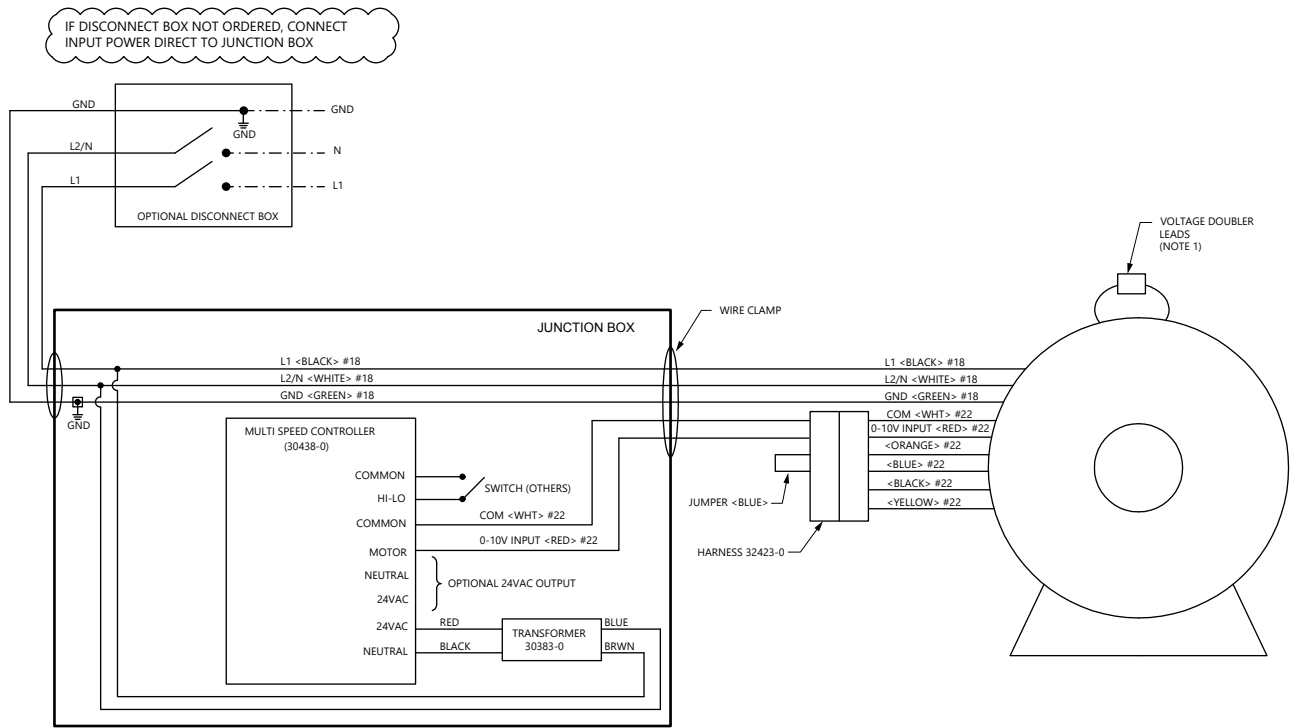 IF DISCONNECT BOX NOT ORDERED, CONNECT
INPUT POWER DIRECT TO JUNCTION BOX
GND
GND
GND
L2/N
N
L1
L1
OPTIONAL DISCONNECT BOX
VOLTAGE DOUBLER
LEADS
(NOTE 1)
WIRE CLAMP
JUNCTION BOX
L1 <BLACK> #18
L2/N <WHITE> #18
GND <GREEN> #18
GND
L1 <BLACK> #18
L2/N <WHITE> #18
GND <GREEN> #18
COM <WHT> #22
0-10V INPUT <RED> #22
<ORANGE> #22
<BLUE> #22
<BLACK> #22
<YELLOW> #22
JUMPER <BLUE>
HARNESS 32423-0
MULTI SPEED CONTROLLER
(30438-0)
COMMON
HI-LO
SWITCH (OTHERS)
COMMON
COM <WHT> #22
MOTOR
0-10V INPUT <RED> #22
NEUTRAL
24VAC
OPTIONAL 24VAC OUTPUT
24VAC
RED
NEUTRAL
BLACK
TRANSFORMER
30383-0
BLUE
BRWN